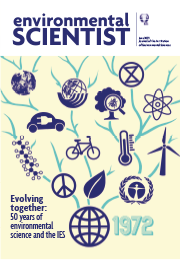 environmental
SCIENTIST
Evolving
together:
50 years of
environmental
science and the IES
1972